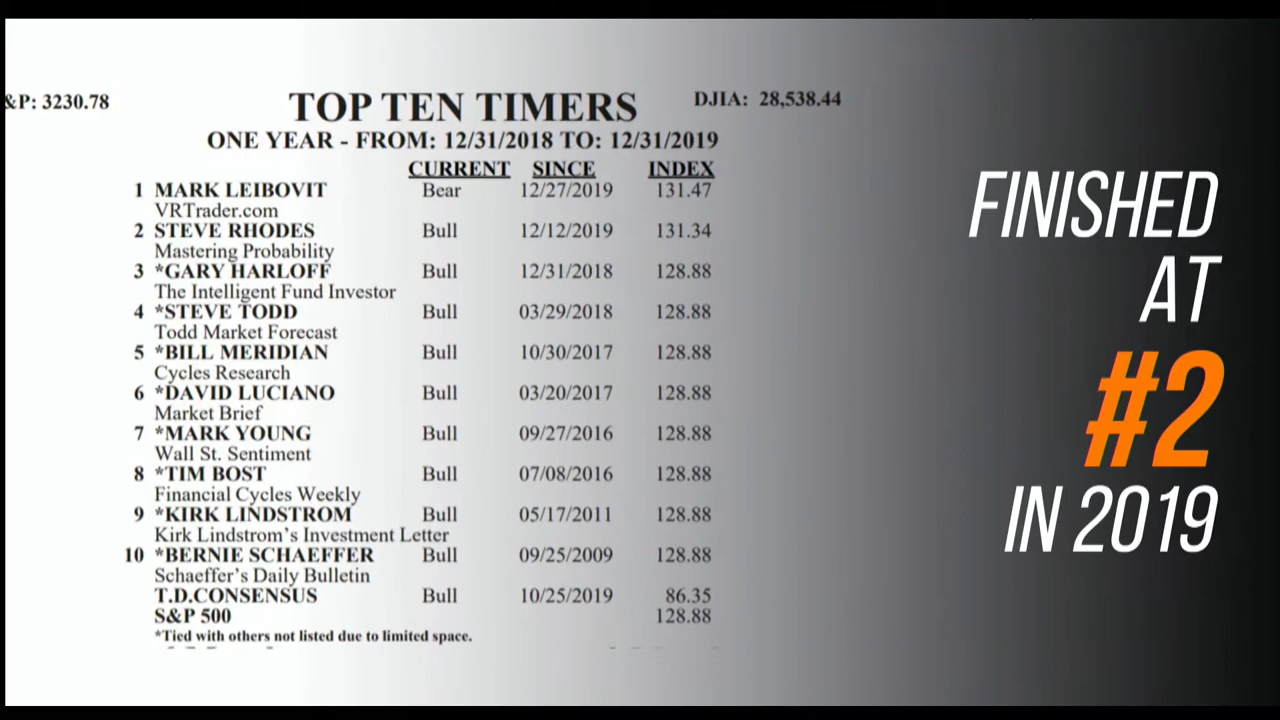 &P: 3230.78
TOP TEN TIMERS
DJIA: 28,538.44
ONE YEAR - FROM: 12/31/2018 TO: 12/31/2019
CURRENT SINCE INDEX
1 MARK LEIBOVIT Bear 12/27/2019 131.47
VRTrader.com
2 STEVE RHODES Bull 12/12/2019 131.34
Mastering Probability
3 *GARY HARLOFF Bull 12/31/2018 128.88
The Intelligent Fund Investor
4 *STEVE TODD Bull 03/29/2018 128.88
Todd Market Forecast
5 *BILL MERIDIAN Bull 10/30/2017 128.88
Cycles Research
6 *DAVID LUCIANO Bull 03/20/2017 128.88
Market Brief
7 *MARK YOUNG Bull 09/27/2016 128.88
Wall St. Sentiment
8 *TIM BOST Bull 07/08/2016 128.88
Financial Cycles Weekly
9 *KIRK LINDSTROM Bull 05/17/2011 128.88
Kirk Lindstrom's Investment Letter
10 *BERNIE SCHAEFFER Bull 09/25/2009 128.88
Schaeffer's Daily Bulletin
T.D.CONSENSUS Bull 10/25/2019 86.35
S&P 500 128.88
*Tied with others not listed due to limited space.
FINISHED
AT
#2
IN 2019